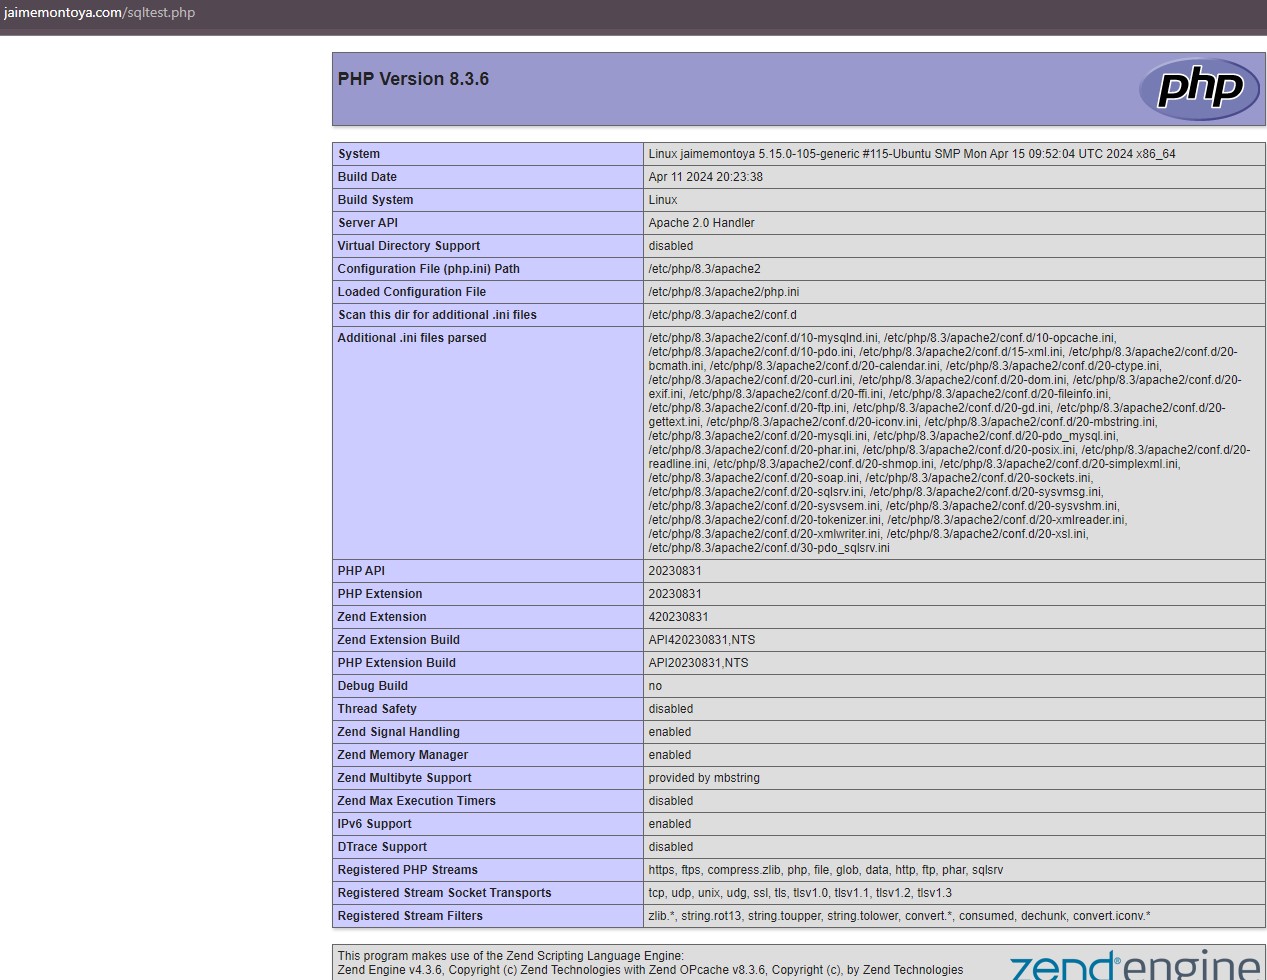 jaimemontoya.com/sqltest.php
PHP Version 8.3.6
php
System Linux jaimemontoya 5.15.0-105-generic #115-Ubuntu SMP Mon Apr 15 09:52:04 UTC 2024 x86_64
Build Date Apr 11 2024 20:23:38
Build System Linux
Server API Apache 2.0 Handler
Virtual Directory Support disabled
Configuration File (php.ini) Path /etc/php/8.3/apache2
Loaded Configuration File /etc/php/8.3/apache2/php.ini
Scan this dir for additional .ini files /etc/php/8.3/apache2/conf.d
Additional .ini files parsed /etc/php/8.3/apache2/conf.d/10-mysqlnd.ini, /etc/php/8.3/apache2/conf.d/10-opcache.ini,
/etc/php/8.3/apache2/conf.d/10-pdo.ini, /etc/php/8.3/apache2/conf.d/15-xml.ini, /etc/php/8.3/apache2/conf.d/20-
bcmath.ini, /etc/php/8.3/apache2/conf.d/20-calendar.ini, /etc/php/8.3/apache2/conf.d/20-ctype.ini,
/etc/php/8.3/apache2/conf.d/20-curl.ini, /etc/php/8.3/apache2/conf.d/20-dom.ini, /etc/php/8.3/apache2/conf.d/20-
exif.ini, /etc/php/8.3/apache2/conf.d/20-ffi.ini, /etc/php/8.3/apache2/conf.d/20-fileinfo.ini,
/etc/php/8.3/apache2/conf.d/20-ftp.ini, /etc/php/8.3/apache2/conf.d/20-gd.ini, /etc/php/8.3/apache2/conf.d/20-
gettext.ini, /etc/php/8.3/apache2/conf.d/20-iconv.ini, /etc/php/8.3/apache2/conf.d/20-mbstring.ini,
/etc/php/8.3/apache2/conf.d/20-mysqli.ini, /etc/php/8.3/apache2/conf.d/20-pdo_mysql.ini,
/etc/php/8.3/apache2/conf.d/20-phar.ini, /etc/php/8.3/apache2/conf.d/20-posix.ini, /etc/php/8.3/apache2/conf.d/20-
readline.ini, /etc/php/8.3/apache2/conf.d/20-shmop.ini, /etc/php/8.3/apache2/conf.d/20-simplexml.ini,
/etc/php/8.3/apache2/conf.d/20-soap.ini, /etc/php/8.3/apache2/conf.d/20-sockets.ini,
/etc/php/8.3/apache2/conf.d/20-sqlsrv.ini, /etc/php/8.3/apache2/conf.d/20-sysvmsg.ini,
/etc/php/8.3/apache2/conf.d/20-sysvsem.ini, /etc/php/8.3/apache2/conf.d/20-sysvshm.ini,
/etc/php/8.3/apache2/conf.d/20-tokenizer.ini, /etc/php/8.3/apache2/conf.d/20-xmlreader.ini,
/etc/php/8.3/apache2/conf.d/20-xmlwriter.ini, /etc/php/8.3/apache2/conf.d/20-xsl.ini,
/etc/php/8.3/apache2/conf.d/30-pdo_sqlsrv.ini
PHP API 20230831
PHP Extension 20230831
Zend Extension 420230831
Zend Extension Build API420230831,NTS
PHP Extension Build API20230831,NTS
Debug Build no
Thread Safety disabled
Zend Signal Handling enabled
Zend Memory Manager enabled
Zend Multibyte Support provided by mbstring
Zend Max Execution Timers disabled
IPv6 Support enabled
DTrace Support disabled
Registered PHP Streams https, ftps, compress.zlib, php, file, glob, data, http, ftp, phar, sqlsrv
Registered Stream Socket Transports tcp, udp, unix, udg, ssl, tls, tlsv1.0, tlsv1.1, tlsv1.2, tlsv1.3
Registered Stream Filters zlib.*, string.rot13, string.toupper, string.tolower, convert.*, consumed, dechunk, convert.iconv.*
This program makes use of the Zend Scripting Language Engine:
Zend Engine v4.3.6, Copyright (c) Zend Technologies with Zend OPcache v8.3.6, Copyright (c), by Zend Technologies
zend® engine